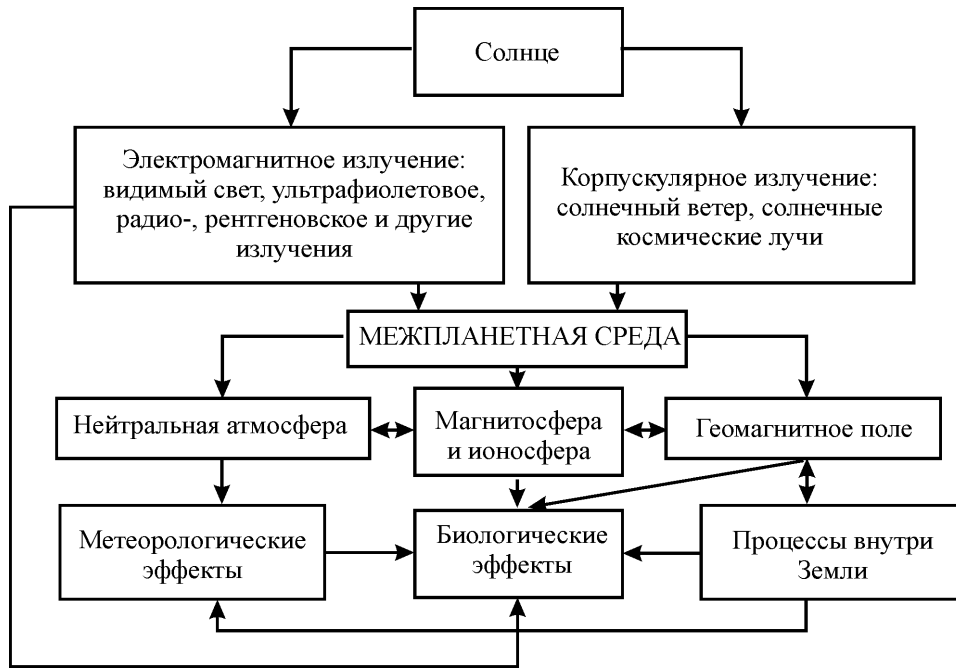 Солнце
Электромагнитное излучение:
видимый свет, ультрафиолетовое,
радио-, рентгеновское и другие
излучения
Корпускулярное излучение:
солнечный ветер, солнечные
космические лучи
МЕЖПЛАНЕТНАЯ СРЕДА
Нейтральная атмосфера
Магнитосфера
и ионосфера
Геомагнитное поле
Метеорологические
эффекты
Биологические
эффекты
Процессы внутри
Земли